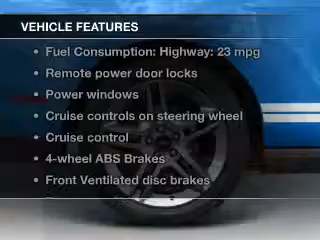 VEHICLE FEATURES
• Fuel Consumption: Highway: 23 mpg
• Remote power door locks
• Power windows
• Cruise controls on steering wheel
• Cruise control
• 4-wheel ABS Brakes
• Front Ventilated disc brakes